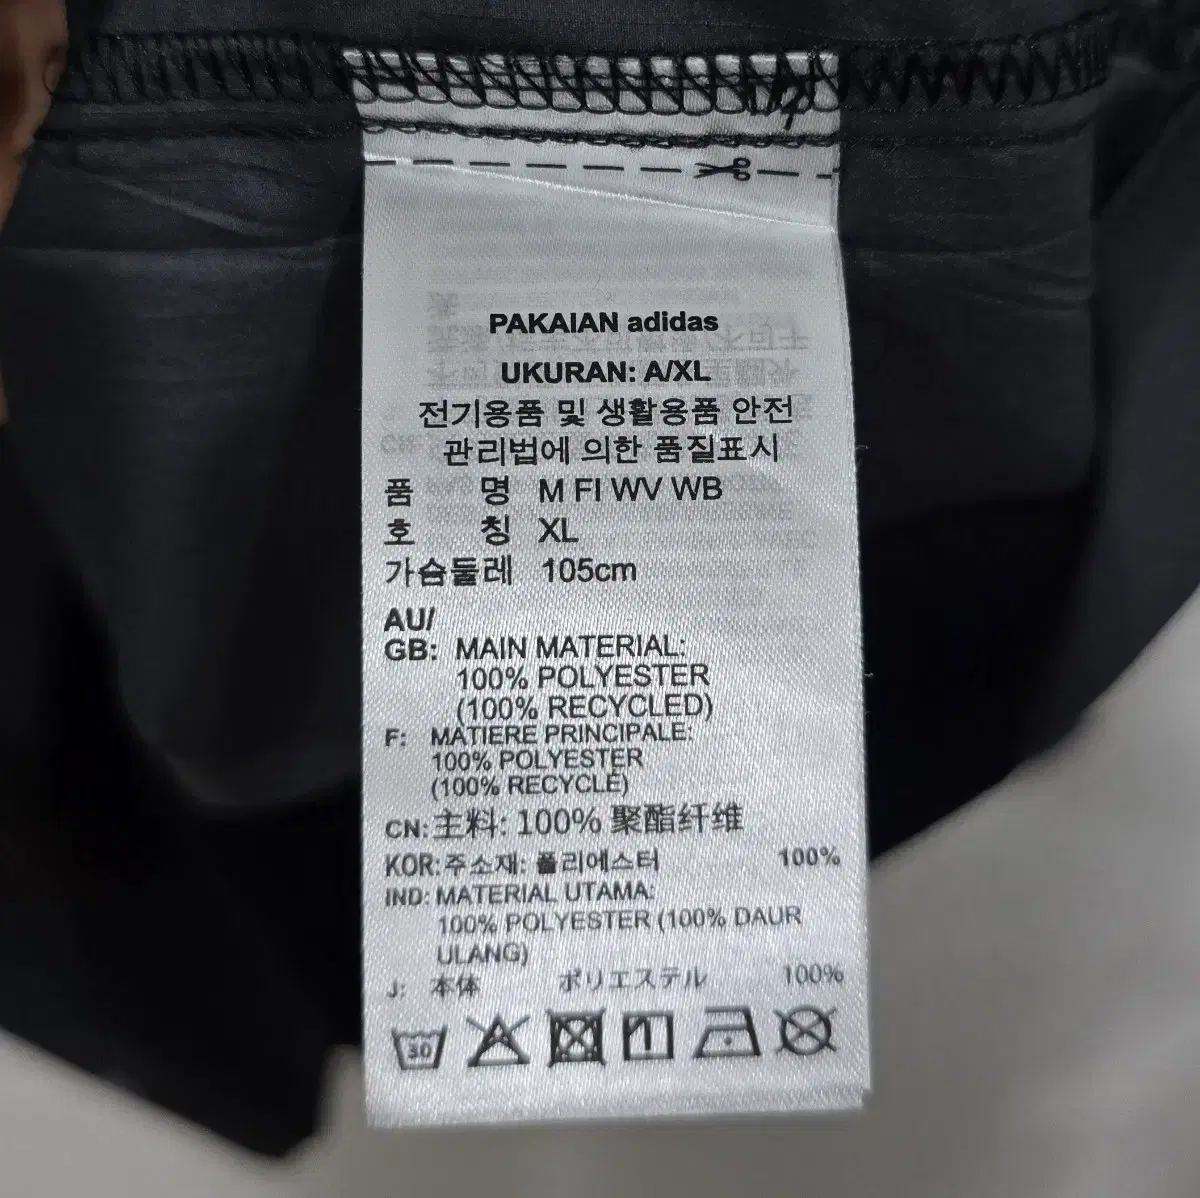 PAKAIAN adidas
UKURAN: A/XL
전기용품 및 생활용품 안전
관리법에 의한 품질표시
품 명 M FI WV WB
호 칭 XL
가슴둘레 105cm
AU/
GB: MAIN MATERIAL:
100% POLYESTER
(100% RECYCLED)
F: MATIERE PRINCIPALE:
100% POLYESTER
(100% RECYCLE)
CN: 主料: 100% 聚酯纤维
KOR: 주소재: 폴리에스터 100%
IND: MATERIAL UTAMA:
100% POLYESTER (100% DAUR
ULANG)
J: 本体 ポリエステル 100%
30